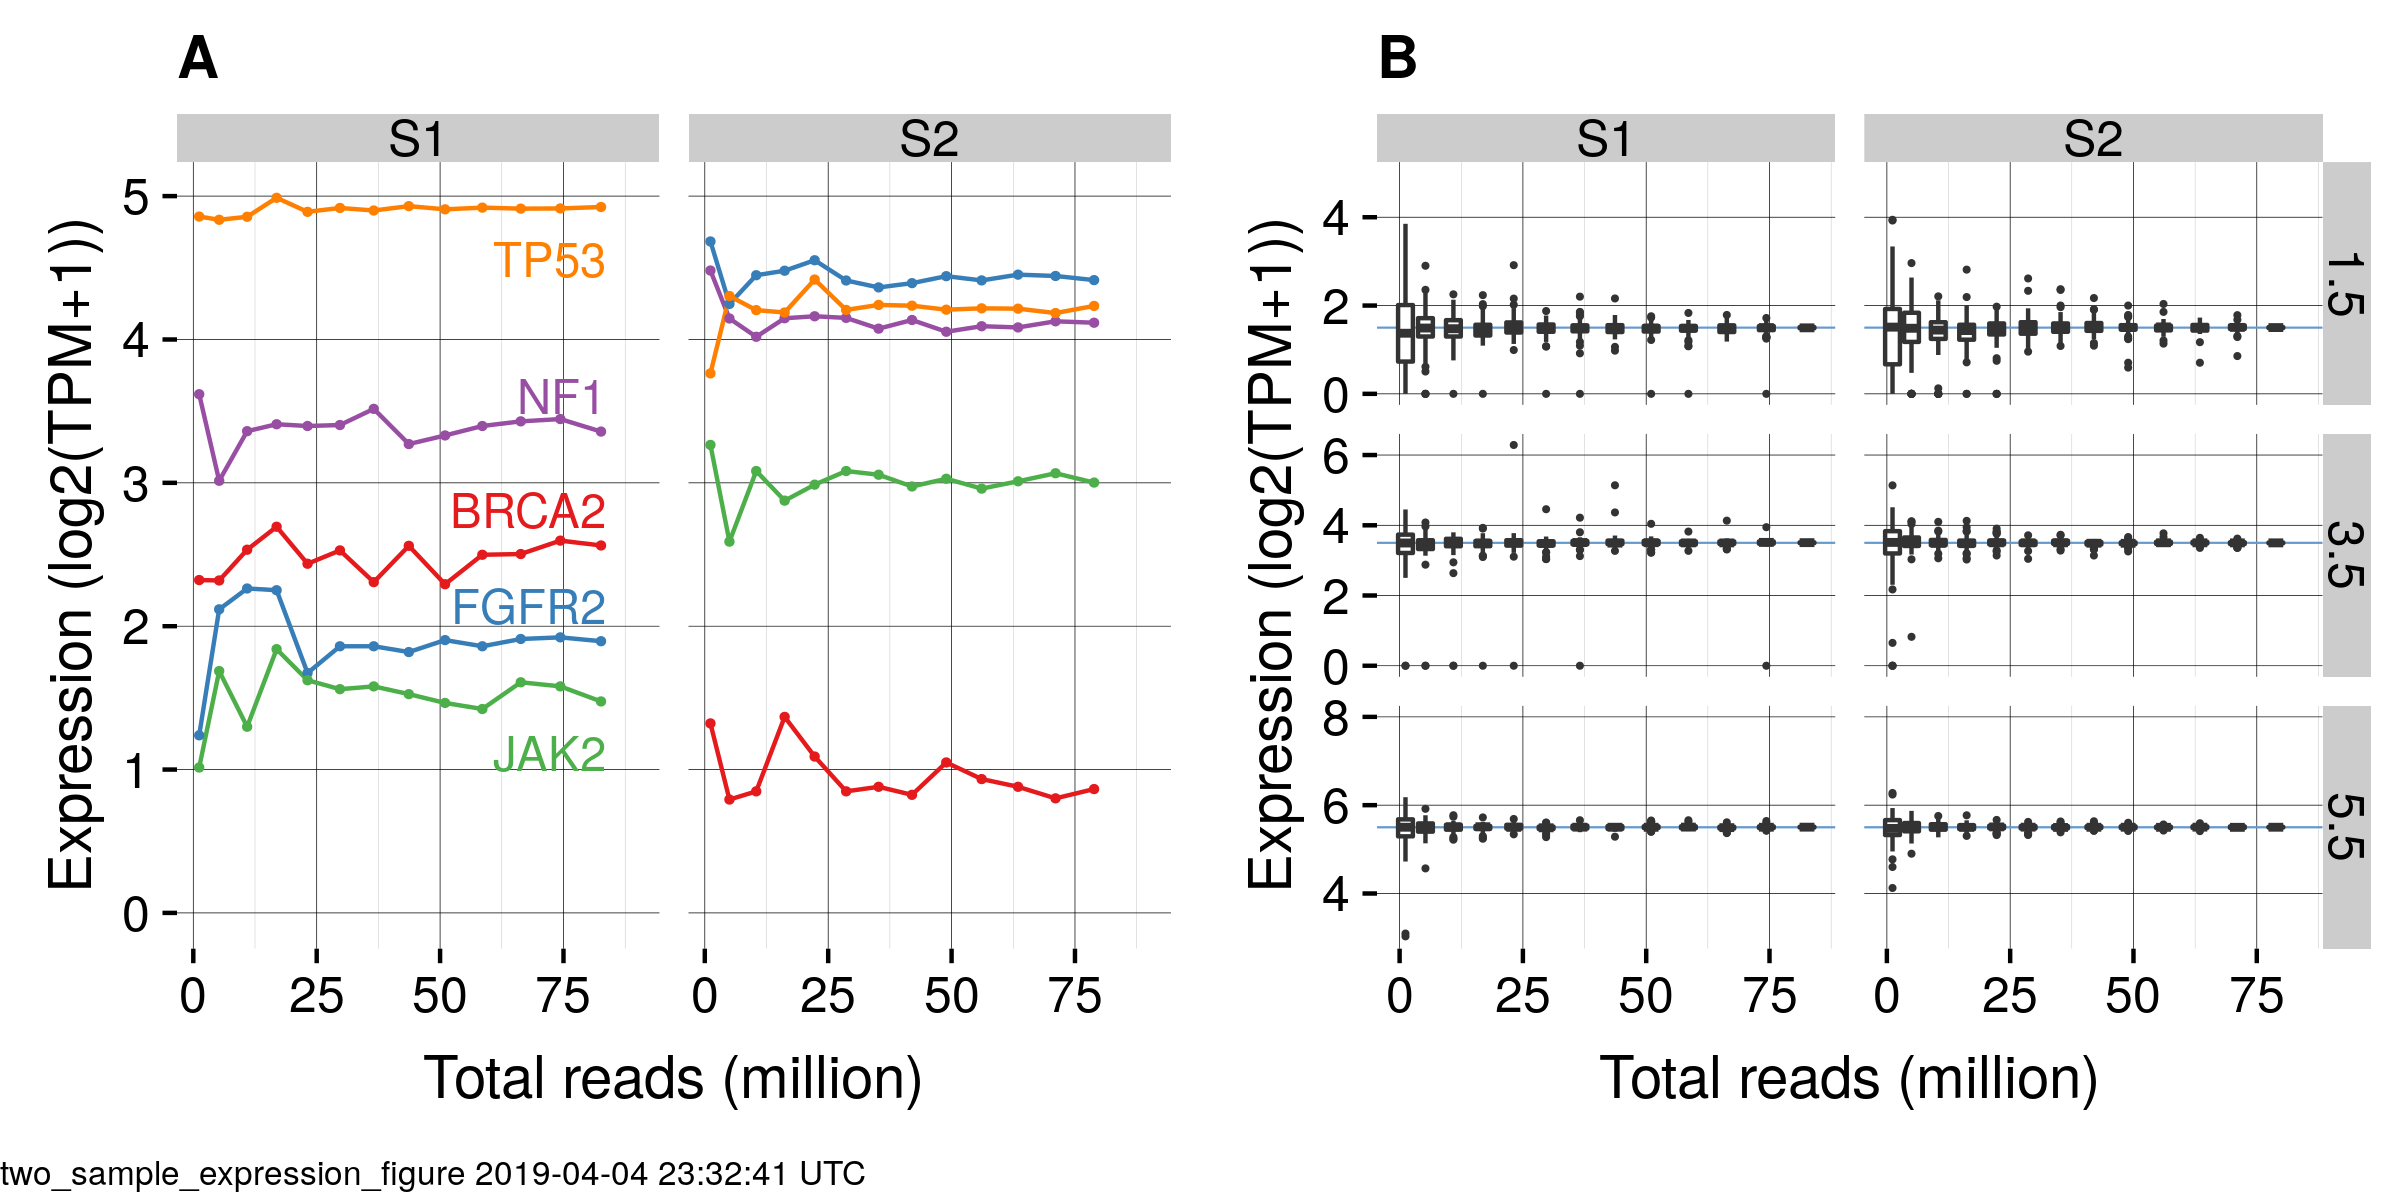 A
B
S1
S2
S1
S2
5
4
3
2
1
0
Expression (log2(TPM+1))
TP53
NF1
BRCA2
FGFR2
JAK2
0 25 50 75
0 25 50 75
Total reads (million)
Expression (log2(TPM+1))
4
2
0
1.5
6
4
2
0
3.5
8
6
4
5.5
0 25 50 75
0 25 50 75
Total reads (million)
two_sample_expression_figure 2019-04-04 23:32:41 UTC